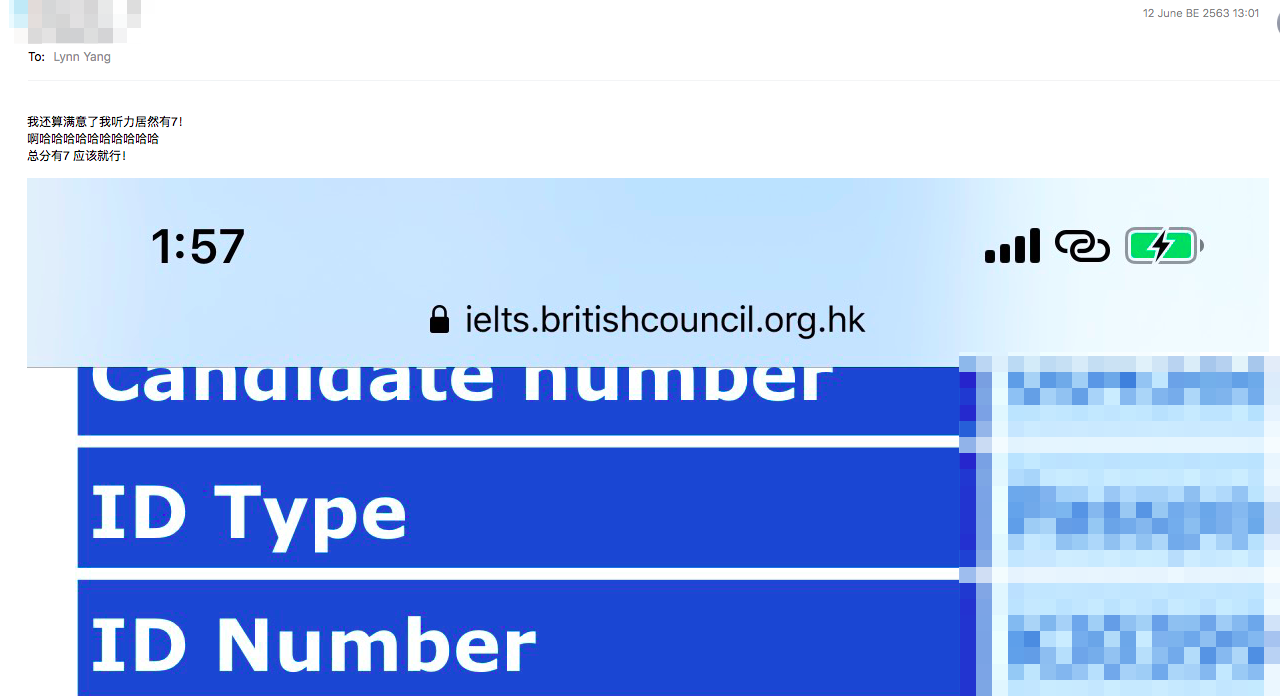 12 June BE 2563 13:01
To: Lynn Yang
我还算满意了我听力居然有7！
啊哈哈哈哈哈哈哈哈哈哈
总分有7 应该就行！
1:57
ielts.britishcouncil.org.hk
Candidate number
ID Type
ID Number